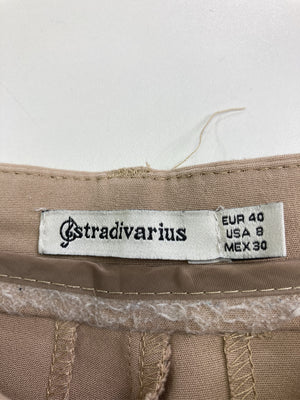 stradivarius
EUR 40
USA 8
MEX 30